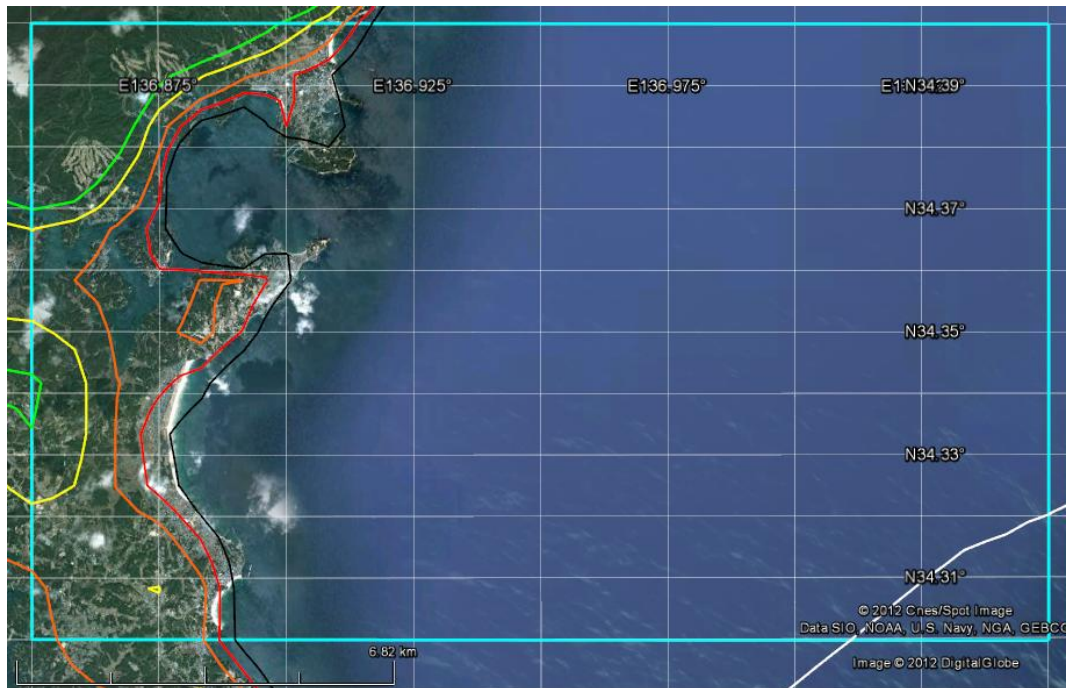 E136.875° E136.925° E136.975° N34.39°
N34.37°
N34.35°
N34.33°
N34.31°
© 2012 Cnes/Spot Image
Data SIO, NOAA, U.S. Navy, NGA, GEBCO
6.82 km
Image © 2012 DigitalGlobe